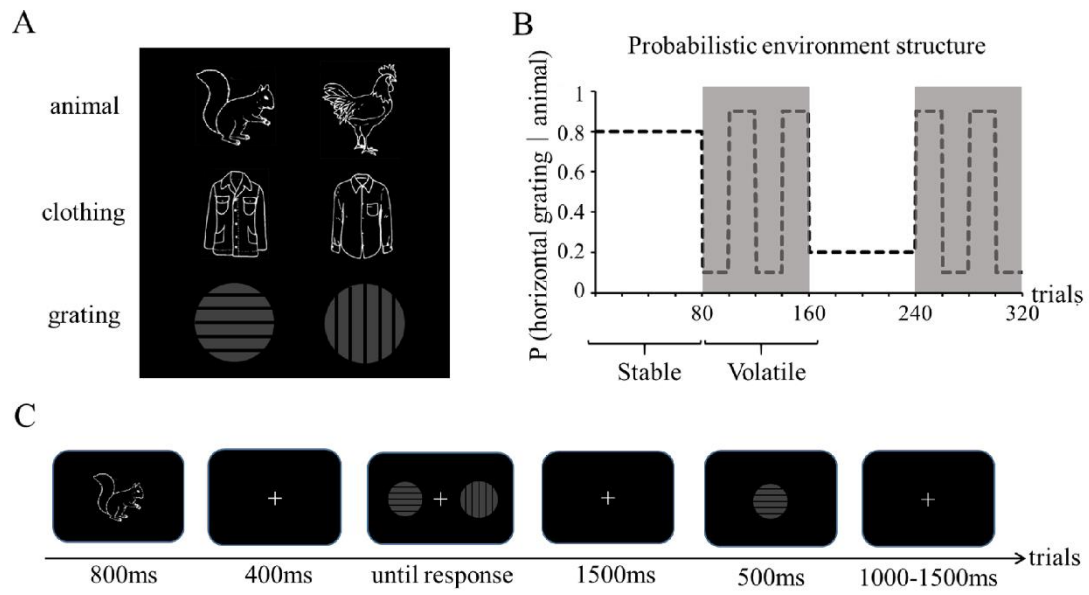 A
animal
clothing
grating
B
Probabilistic environment structure
P (horizontal grating | animal)
1
0.8
0.6
0.4
0.2
0
80
160
240
320
trials
Stable
Volatile
C
800ms
400ms
until response
1500ms
500ms
1000-1500ms
trials